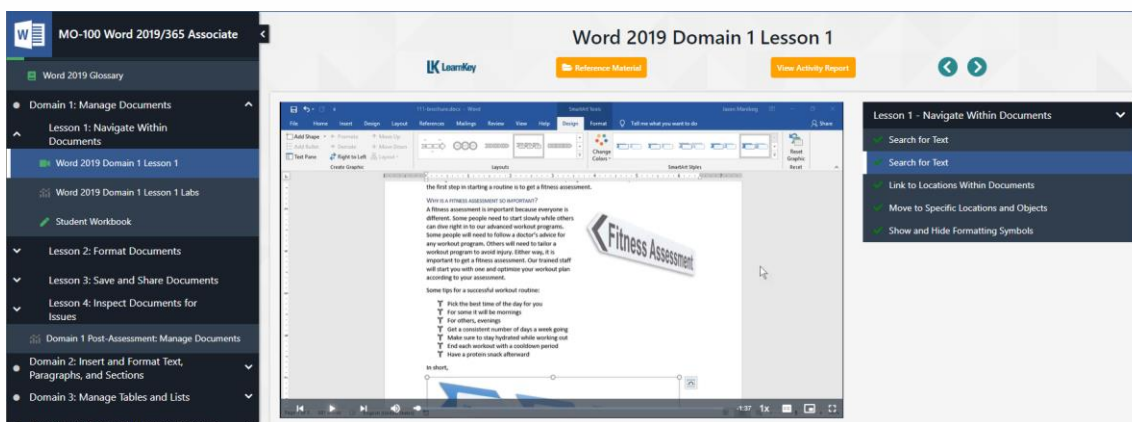 MO-100 Word 2019/365 Associate
Word 2019 Glossary
Domain 1: Manage Documents
Lesson 1: Navigate Within
Documents
Word 2019 Domain 1 Lesson 1
Word 2019 Domain 1 Lesson 1 Labs
Student Workbook
Lesson 2: Format Documents
Lesson 3: Save and Share Documents
Lesson 4: Inspect Documents for
Issues
Domain 1 Post-Assessment: Manage Documents
Domain 2: Insert and Format Text,
Paragraphs, and Sections
Domain 3: Manage Tables and Lists
Word 2019 Domain 1 Lesson 1
LK LearnKey
Reference Material
View Activity Report
111-brochure.docx - Word
SmartArt Tools
File Home Insert Design Layout References Mailings Review View Help Design Format Tell me what you want to do Share
Add Shape Promote Move Up
Add Bullet Demote Move Down
Text Pane Right to Left Layout
Create Graphic
Layouts
Change
Colors
SmartArt Styles
Reset
Graphic
Reset
the first step in starting a routine is to get a fitness assessment.
WHY IS A FITNESS ASSESSMENT SO IMPORTANT?
A fitness assessment is important because everyone is
different. Some people need to start slowly while others
can dive right in to our advanced workout programs.
Some people will need to follow a doctor's advice for
any workout program. Others will need to tailor a
workout program to avoid injury. Either way, it is
important to get a fitness assessment. Our trained staff
will start you with one and optimize your workout plan
according to your assessment.
Fitness Assessment
Some tips for a successful workout routine:
Pick the best time of the day for you
For some it will be mornings
For others, evenings
Get a consistent number of days a week going
Make sure to stay hydrated while working out
End each workout with a cooldown period
Have a protein snack afterward
In short,
-1:37 1x
Lesson 1 - Navigate Within Documents
Search for Text
Search for Text
Link to Locations Within Documents
Move to Specific Locations and Objects
Show and Hide Formatting Symbols